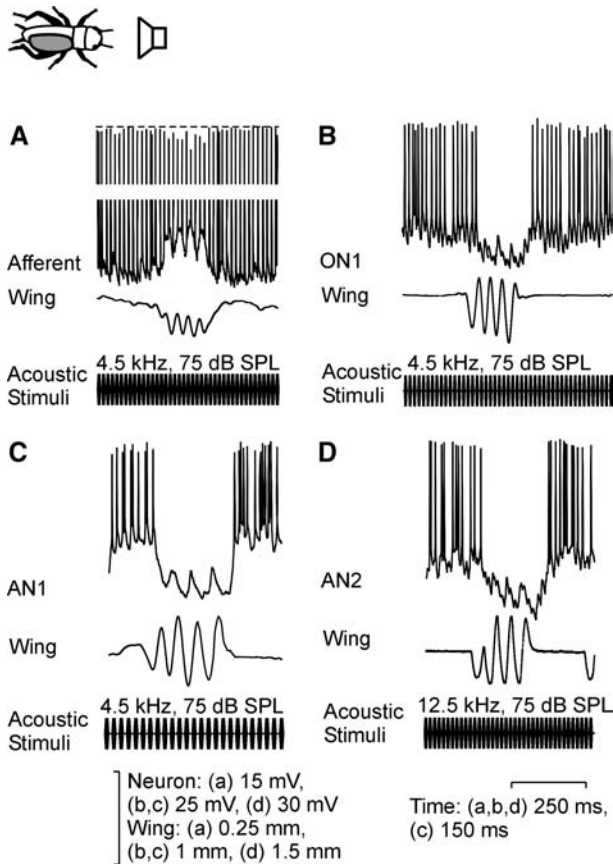 A
B
Afferent
Wing
ON1
Wing
4.5 kHz, 75 dB SPL
Acoustic
Stimuli
4.5 kHz, 75 dB SPL
Acoustic
Stimuli
C
D
AN1
AN2
Wing
Wing
4.5 kHz, 75 dB SPL
Acoustic
Stimuli
12.5 kHz, 75 dB SPL
Acoustic
Stimuli
Neuron: (a) 15 mV,
(b,c) 25 mV, (d) 30 mV
Wing: (a) 0.25 mm,
(b,c) 1 mm, (d) 1.5 mm
Time: (a,b,d) 250 ms,
(c) 150 ms